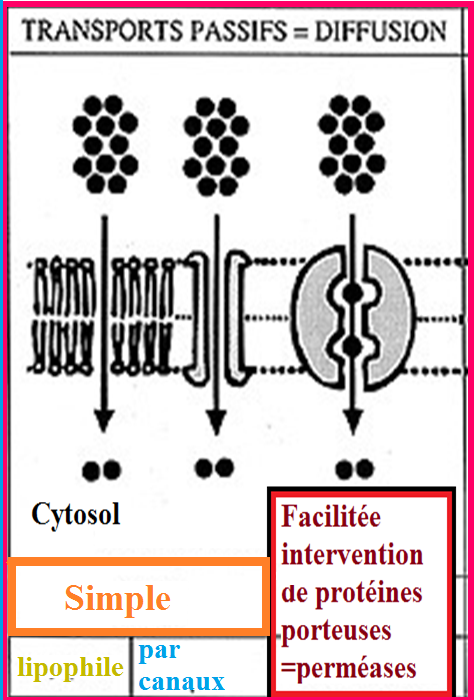 TRANSPORTS PASSIFS = DIFFUSION
Cytosol
Simple
lipophile
par
canaux
Facilitée
intervention
de protéines
porteuses
=perméases